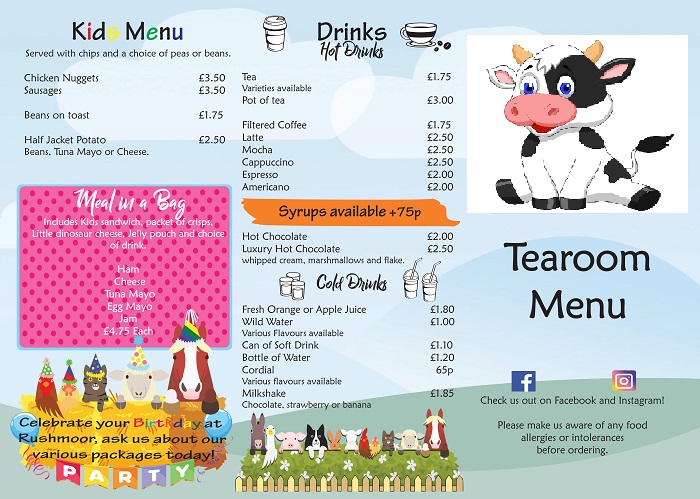 Kids Menu
Served with chips and a choice of peas or beans.
Chicken Nuggets £3.50
Sausages £3.50
Beans on toast £1.75
Half Jacket Potato £2.50
Beans, Tuna Mayo or Cheese.
Meal in a Bag
Includes Kids sandwich, packet of crisps.
Little dinosaur cheese, Jelly pouch and choice
of drink.
Ham
Cheese
Tuna Mayo
Egg Mayo
Jam
£4.75 Each
Celebrate your BirtHday at
Rushmoor, ask us about our
various packages today!
PARTY
Drinks
Hot Drinks
Tea £1.75
Varieties available
Pot of tea £3.00
Filtered Coffee £1.75
Latte £2.50
Mocha £2.50
Cappuccino £2.50
Espresso £2.00
Americano £2.00
Syrups available +75p
Hot Chocolate £2.00
Luxury Hot Chocolate £2.50
whipped cream, marshmallows and flake.
Cold Drinks
Fresh Orange or Apple Juice £1.80
Wild Water £1.00
Various Flavours available
Can of Soft Drink £1.10
Bottle of Water £1.20
Cordial 65p
Various flavours available
Milkshake £1.85
Chocolate, strawberry or banana
Tearoom
Menu
f
Check us out on Facebook and Instagram!
Please make us aware of any food
allergies or intolerances
before ordering.